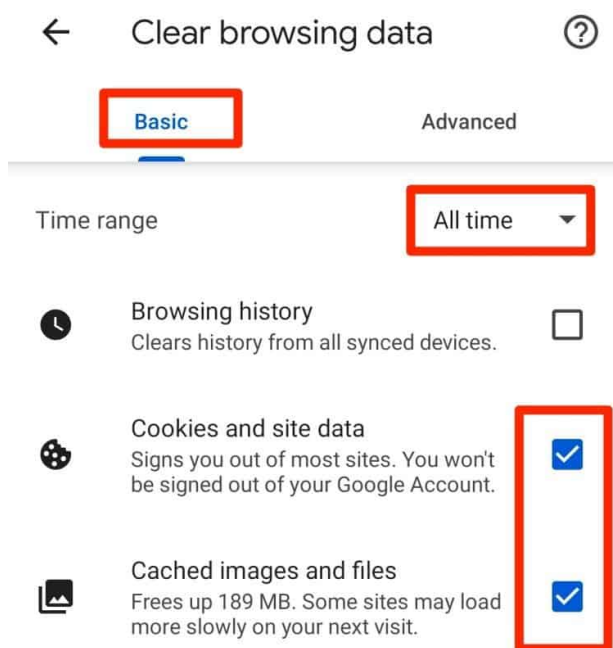 Clear browsing data
Basic
Advanced
Time range
All time
Browsing history
Clears history from all synced devices.
Cookies and site data
Signs you out of most sites. You won't
be signed out of your Google Account.
Cached images and files
Frees up 189 MB. Some sites may load
more slowly on your next visit.